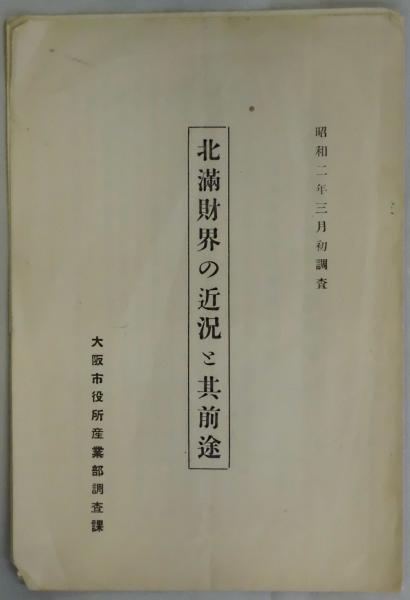 昭和二年三月初調査
北滿財界の近況と其前途
大阪市役所産業部調査課